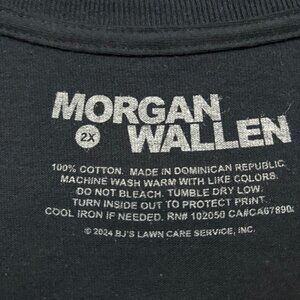 MORGAN
2X WALLEN
100% COTTON. MADE IN DOMINICAN REPUBLIC
MACHINE WASH WARM WITH LIKE COLORS.
DO NOT BLEACH. TUMBLE DRY LOW.
TURN INSIDE OUT TO PROTECT PRINT.
COOL IRON IF NEEDED. RN# 102050 CA#CA67890
© 2024 BJ'S LAWN CARE SERVICE, INC.